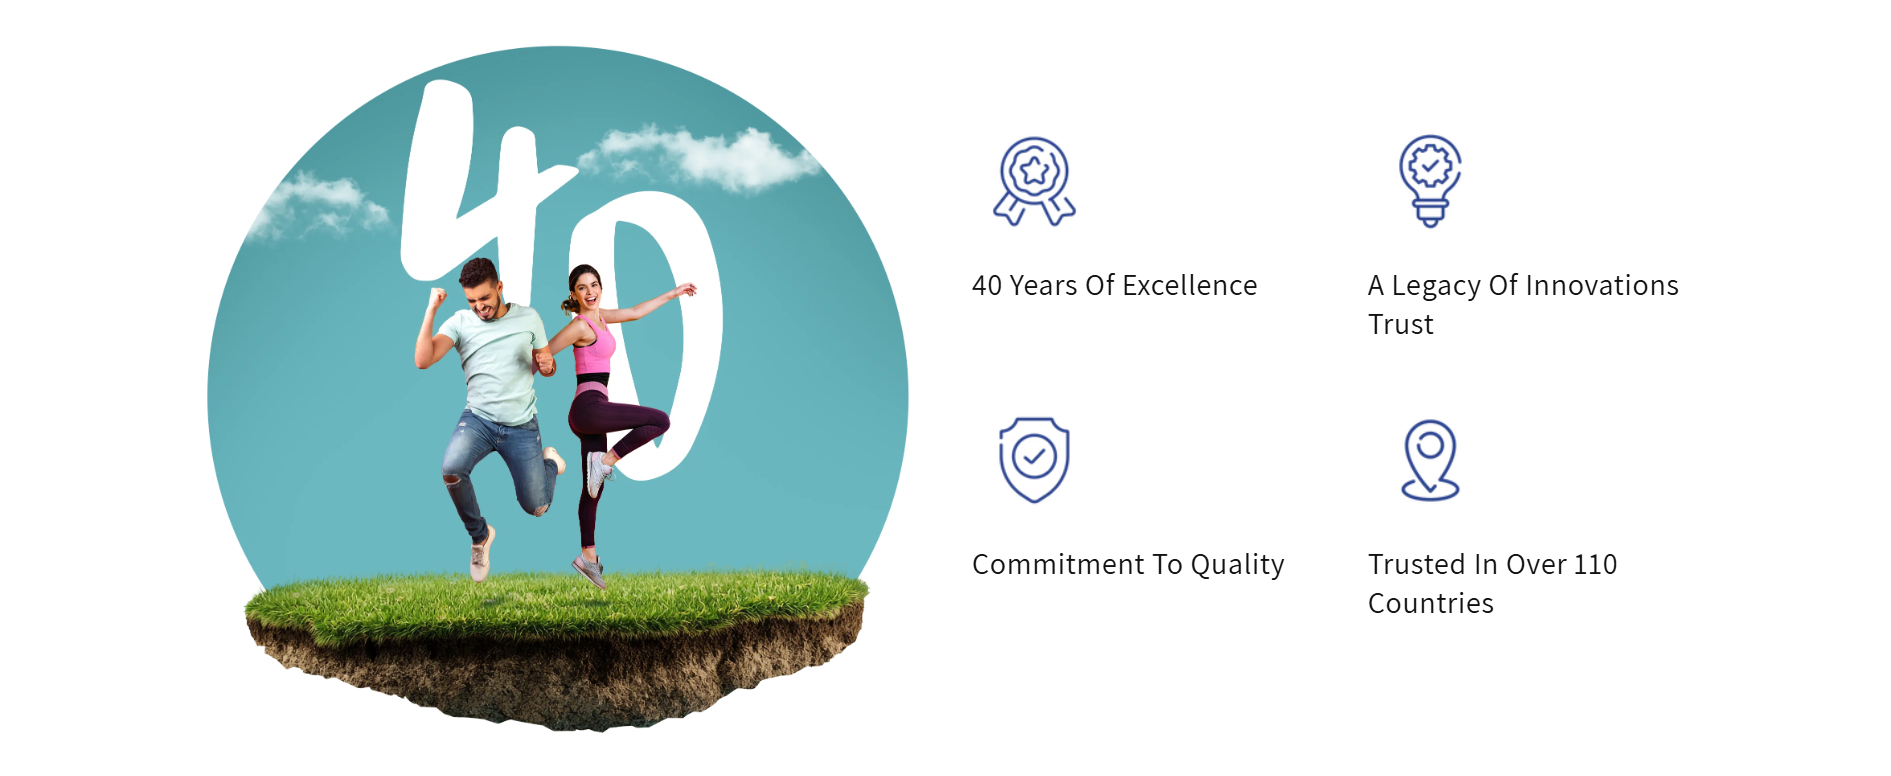 40
40 Years Of Excellence
A Legacy Of Innovations
Trust
Commitment To Quality
Trusted In Over 110
Countries